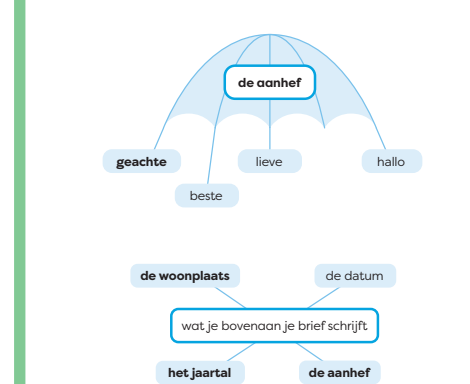 de aanhef
geachte
lieve
hallo
beste
de woonplaats
de datum
wat je bovenaan je brief schrijft
het jaartal
de aanhef